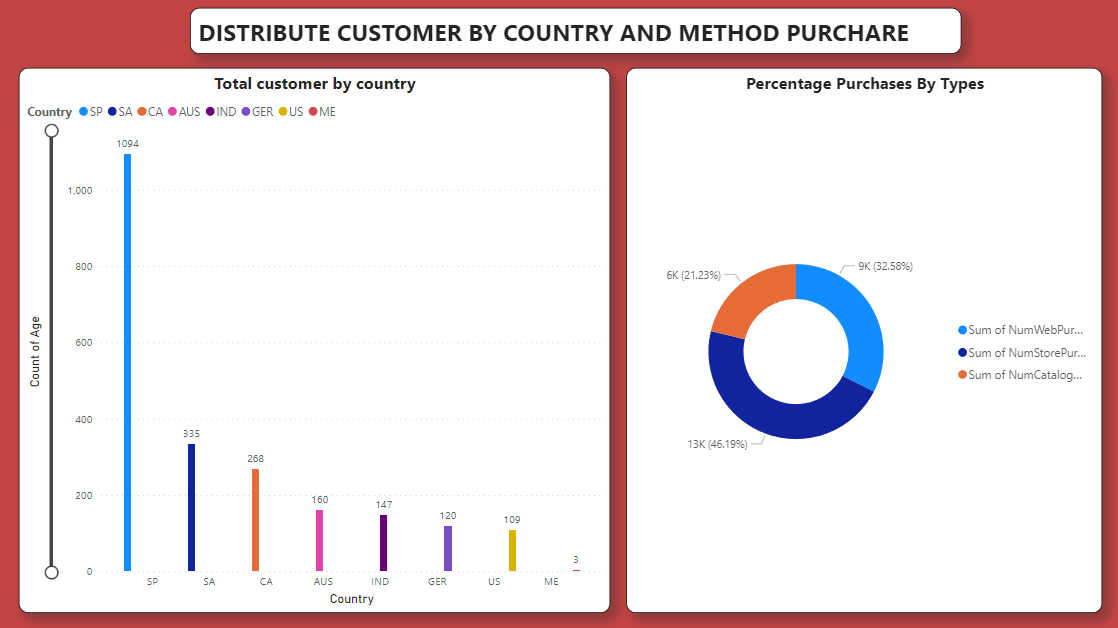 DISTRIBUTE CUSTOMER BY COUNTRY AND METHOD PURCHARE
Total customer by country
Country SP SA CA AUS IND GER US ME
Count of Age
1,000
800
600
400
200
0
1094
335
268
160
147
120
109
3
SP SA CA AUS IND GER US ME
Country
Percentage Purchases By Types
6K (21.23%)
9K (32.58%)
13K (46.19%)
Sum of NumWebPur...
Sum of NumStorePur...
Sum of NumCatalog...